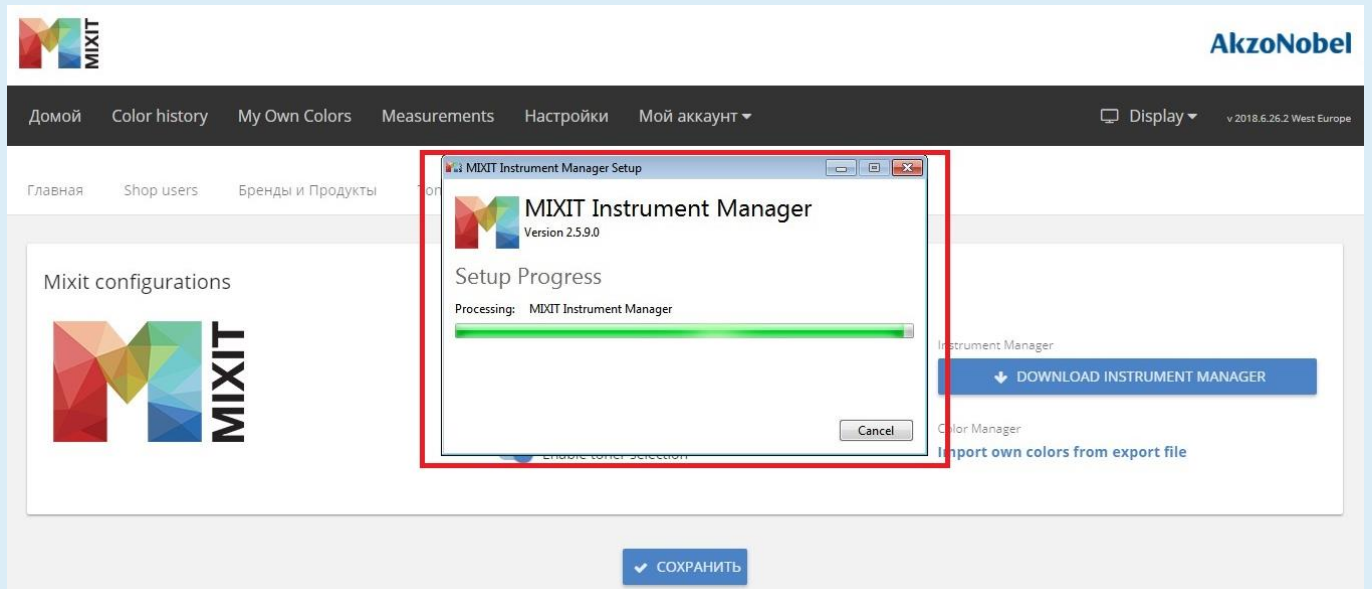 MIXIT
AkzoNobel
Домой Color history My Own Colors Measurements Настройки Мой аккаунт Display v 2018.6.26.2 West Europe
Главная Shop users Бренды и Продукты
MIXIT Instrument Manager Setup
MIXIT Instrument Manager
Version 2.5.9.0
Setup Progress
Processing: MIXIT Instrument Manager
Cancel
Mixit configurations
MIXIT
Enable toner selection
Instrument Manager
DOWNLOAD INSTRUMENT MANAGER
Color Manager
Import own colors from export file
СОХРАНИТЬ